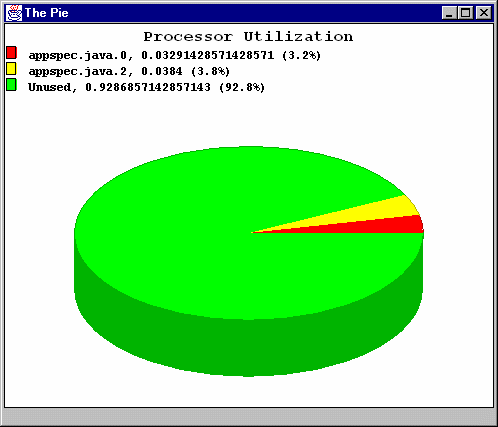 The Pie
Processor Utilization
appspec.java.0, 0.03291428571428571 (3.2%)
appspec.java.2, 0.0384 (3.8%)
Unused, 0.9286857142857143 (92.8%)